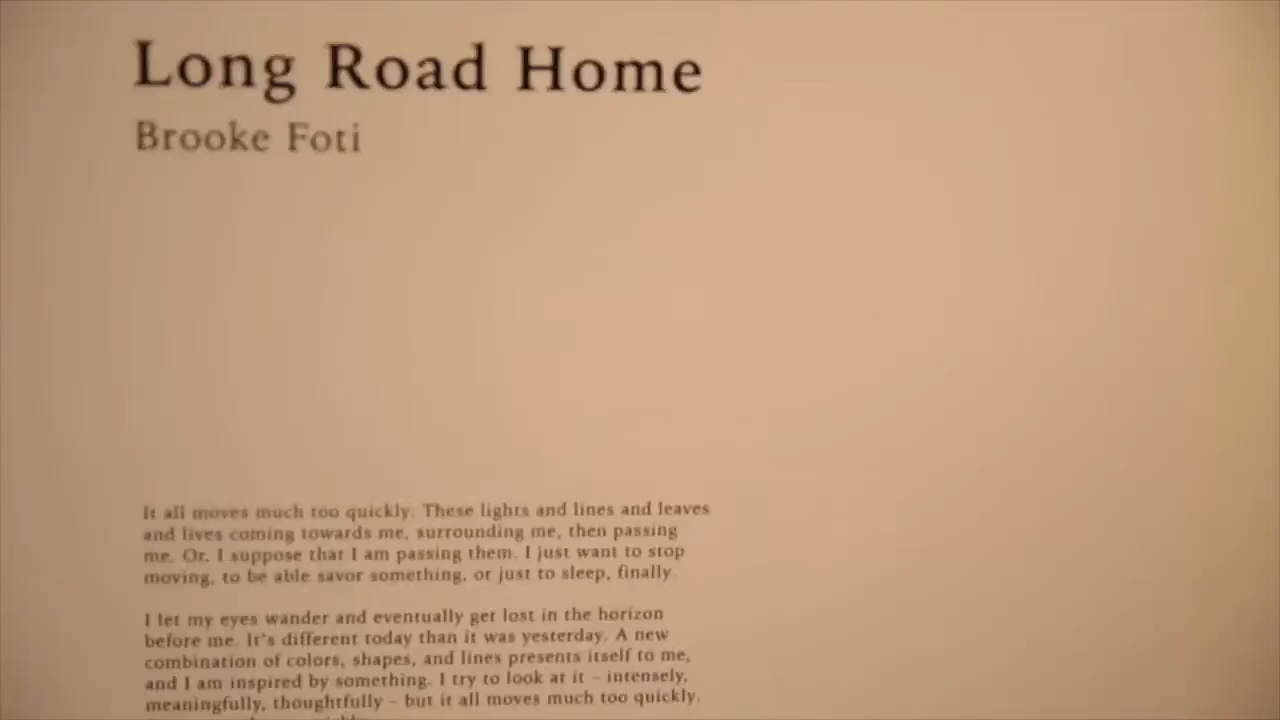 Long Road Home
Brooke Foti
It all moves much too quickly. These lights and lines and leaves
and lives coming towards me, surrounding me, then passing
me. Or, I suppose that I am passing them. I just want to stop
moving, to be able savor something, or just to sleep, finally.
I let my eyes wander and eventually get lost in the horizon
before me. It's different today than it was yesterday. A new
combination of colors, shapes, and lines presents itself to me,
and I am inspired by something. I try to look at it – intensely,
meaningfully, thoughtfully – but it all moves much too quickly.